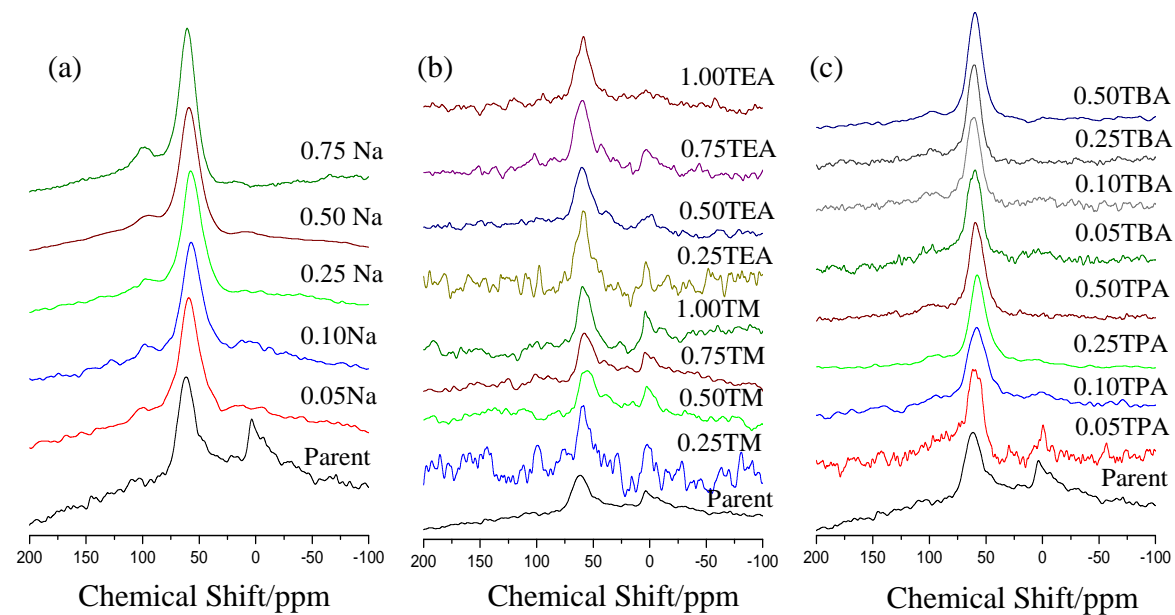 (a)
0.75 Na
0.50 Na
0.25 Na
0.10Na
0.05Na
Parent
200 150 100 50 0 -50 -100
Chemical Shift/ppm
(b)
1.00TEA
0.75TEA
0.50TEA
0.25TEA
1.00TM
0.75TM
0.50TM
0.25TM
Parent
200 150 100 50 0 -50 -100
Chemical Shift/ppm
(c)
0.50TBA
0.25TBA
0.10TBA
0.05TBA
0.50TPA
0.25TPA
0.10TPA
0.05TPA
Parent
200 150 100 50 0 -50 -100
Chemical Shift/ppm